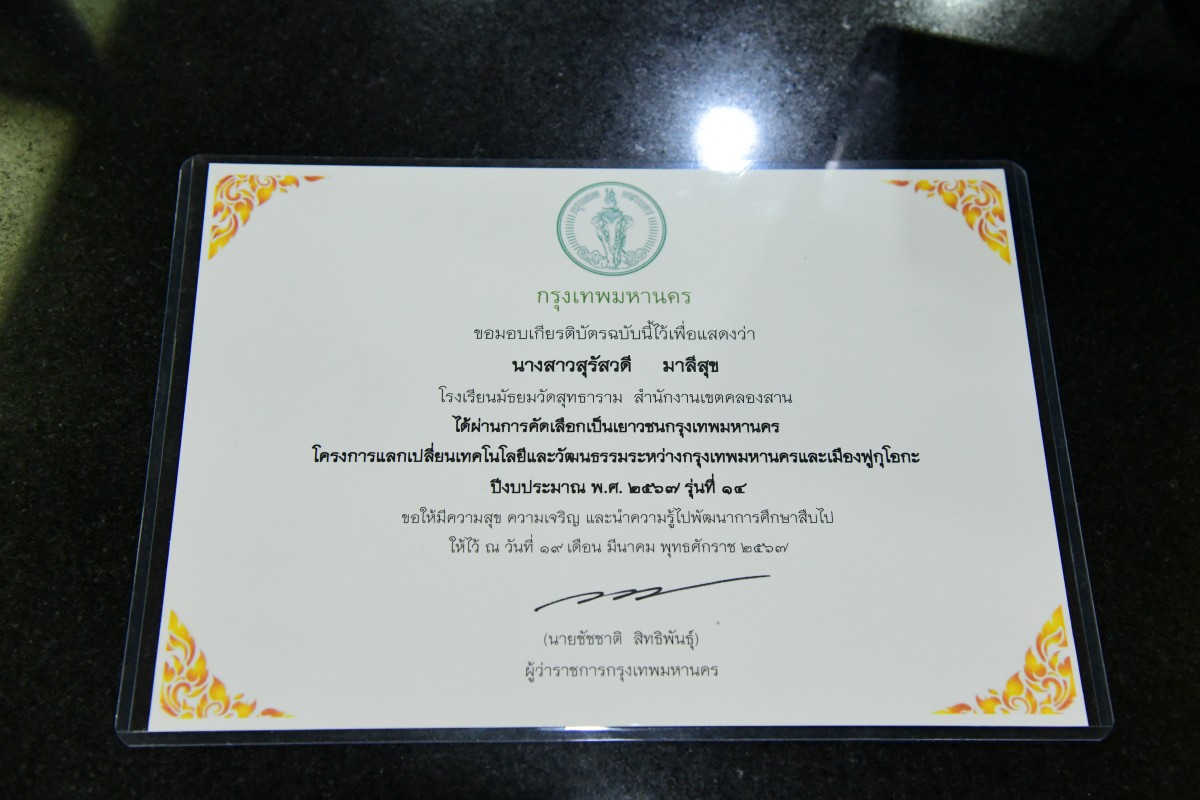 กรุงเทพมหานคร
กรุงเทพมหานคร
ขอมอบเกียรติบัตรฉบับนี้ไว้เพื่อแสดงว่า
นางสาวสุรัสวดี มาลีสุข
โรงเรียนมัธยมวัดสุทธาราม สำนักงานเขตคลองสาน
ได้ผ่านการคัดเลือกเป็นเยาวชนกรุงเทพมหานคร
โครงการแลกเปลี่ยนเทคโนโลยีและวัฒนธรรมระหว่างกรุงเทพมหานครและเมืองฟูกุโอกะ
ปีงบประมาณ พ.ศ. ๒๕๖๗ รุ่นที่ ๑๔
ขอให้มีความสุข ความเจริญ และนำความรู้ไปพัฒนาการศึกษาสืบไป
ให้ไว้ ณ วันที่ ๑๙ เดือน มีนาคม พุทธศักราช ๒๕๖๗
(นายชัชชาติ สิทธิพันธุ์)
ผู้ว่าราชการกรุงเทพมหานคร